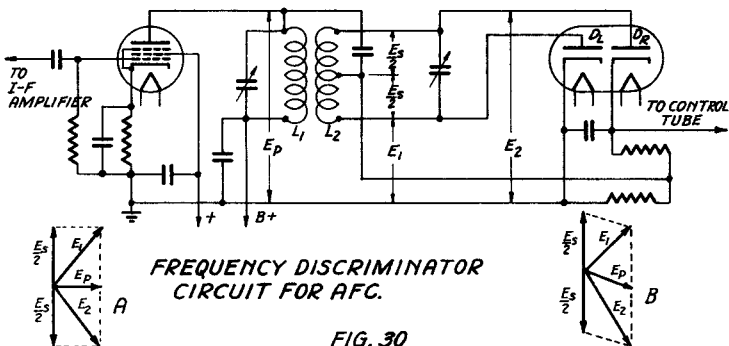 TO
I-F
AMPLIFIER
L1
L2
Ep
Es/2
Es/2
E1
E2
DL
DR
TO CONTROL
TUBE
+
B+
Es/2
Es/2
E1
Ep
E2
A
FREQUENCY DISCRIMINATOR
CIRCUIT FOR AFC.
Es/2
Es/2
E1
Ep
E2
B
FIG. 30